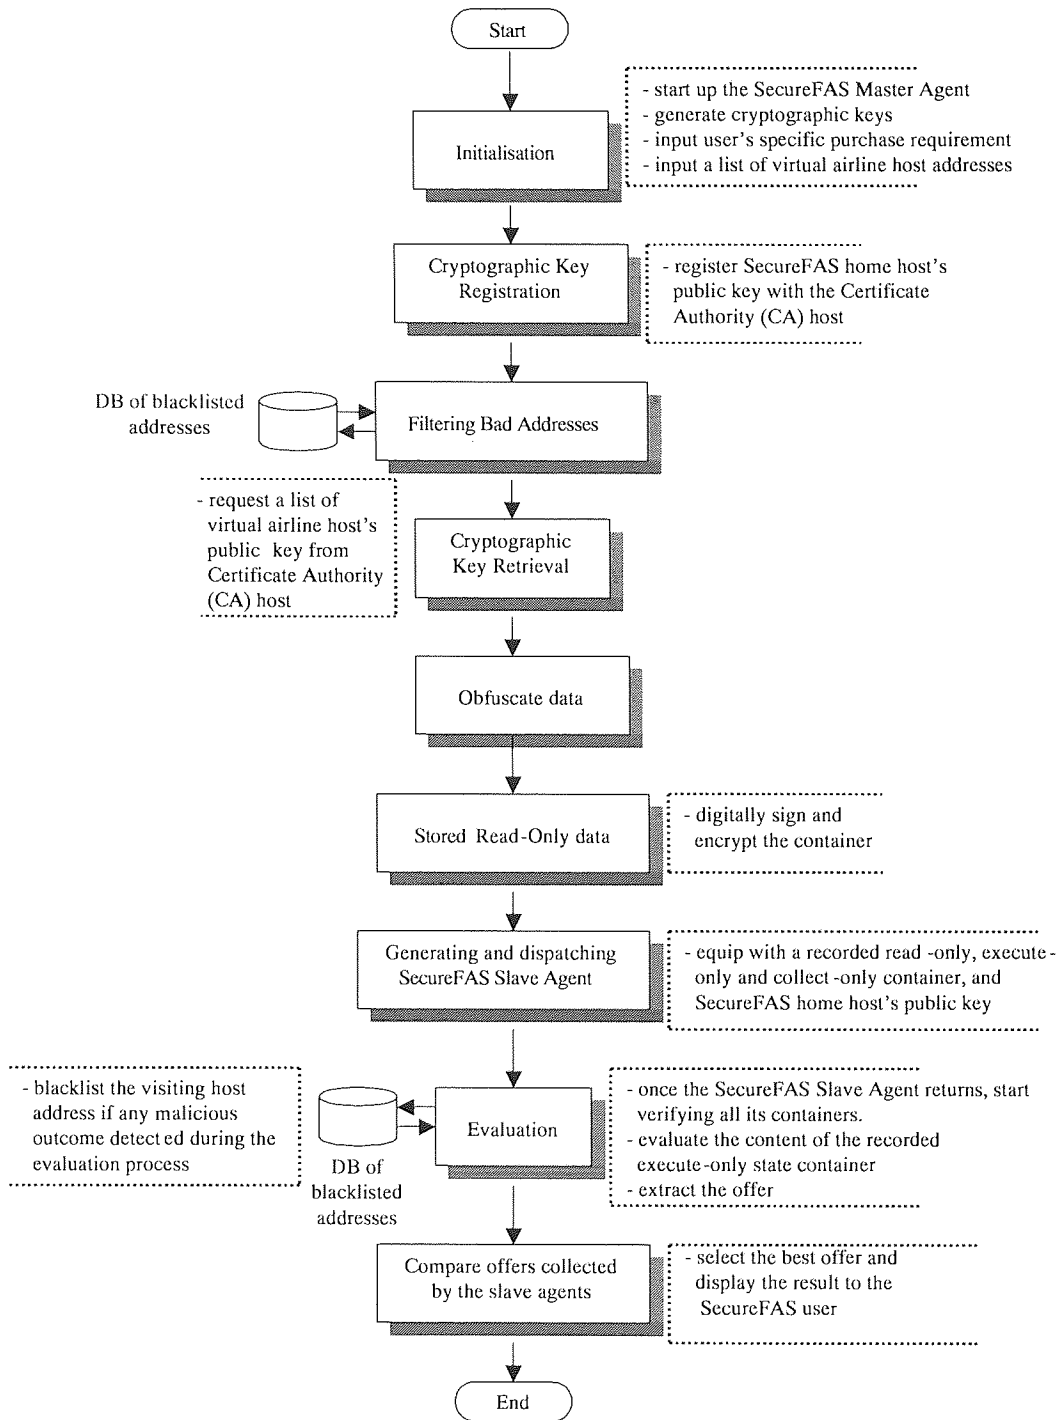 Start
- start up the SecureFAS Master Agent
- generate cryptographic keys
- input user's specific purchase requirement
- input a list of virtual airline host addresses
Initialisation
Cryptographic Key
Registration
- register SecureFAS home host's
public key with the Certificate
Authority (CA) host
DB of blacklisted
addresses
Filtering Bad Addresses
- request a list of
virtual airline host's
public key from
Certificate Authority
(CA) host
Cryptographic
Key Retrieval
Obfuscate data
Stored Read-Only data
- digitally sign and
encrypt the container
Generating and dispatching
SecureFAS Slave Agent
- equip with a recorded read -only, execute-
only and collect -only container, and
SecureFAS home host's public key
- blacklist the visiting host
address if any malicious
outcome detected during the
evaluation process
DB of
blacklisted
addresses
Evaluation
- once the SecureFAS Slave Agent returns, start
verifying all its containers.
- evaluate the content of the recorded
execute-only state container
- extract the offer
Compare offers collected
by the slave agents
- select the best offer and
display the result to the
SecureFAS user
End